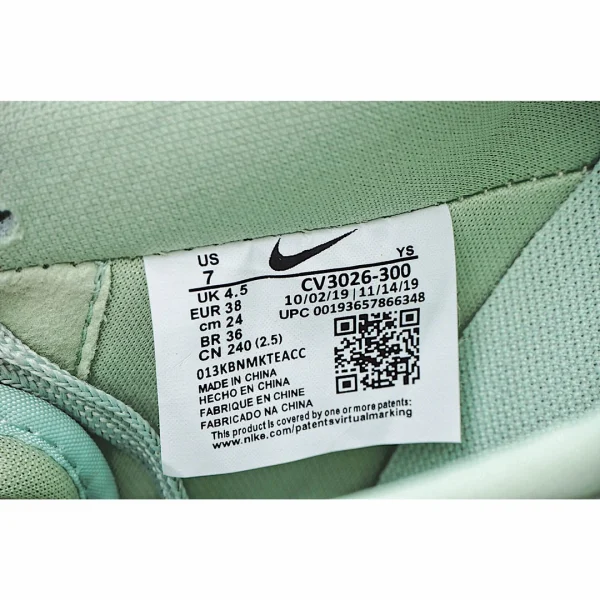 US
7
YS
UK 4.5
EUR 38
cm 24
BR 36
CN 240 (2.5)
CV3026-300
10/02/19 | 11/14/19
UPC 00193657866348
013KBNMKTEACC
MADE IN CHINA
HECHO EN CHINA
FABRIQUE EN CHINE
FABRICADO NA CHINA
This product is covered by one or more patents:
www.nike.com/patentsvirtualmarking